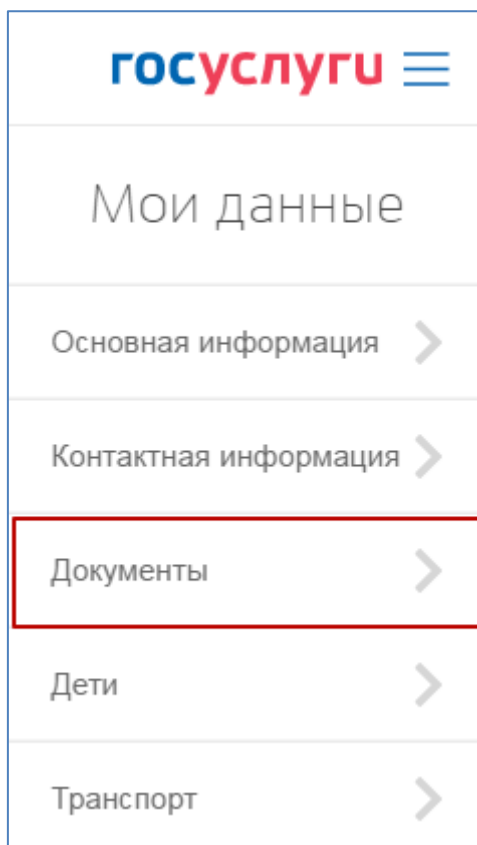 госуслуги
Мои данные
Основная информация
Контактная информация
Документы
Дети
Транспорт